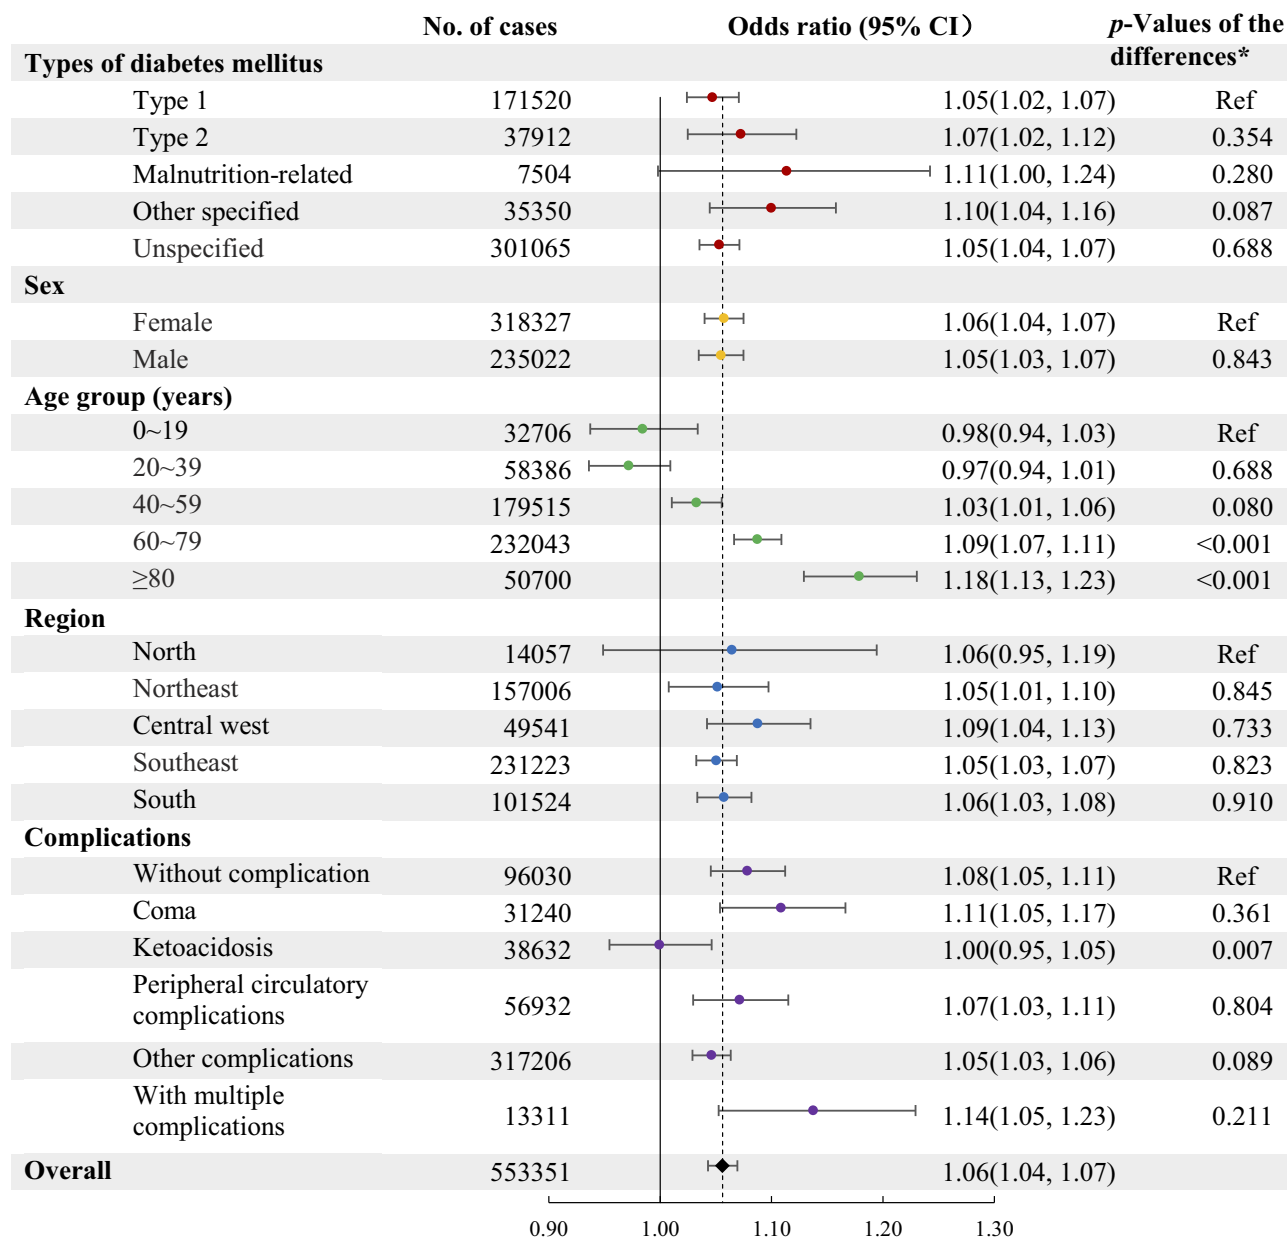 No. of cases Odds ratio (95% CI） p-Values of the differences*
Types of diabetes mellitus
Type 1 171520 1.05(1.02, 1.07) Ref
Type 2 37912 1.07(1.02, 1.12) 0.354
Malnutrition-related 7504 1.11(1.00, 1.24) 0.280
Other specified 35350 1.10(1.04, 1.16) 0.087
Unspecified 301065 1.05(1.04, 1.07) 0.688
Sex
Female 318327 1.06(1.04, 1.07) Ref
Male 235022 1.05(1.03, 1.07) 0.843
Age group (years)
0~19 32706 0.98(0.94, 1.03) Ref
20~39 58386 0.97(0.94, 1.01) 0.688
40~59 179515 1.03(1.01, 1.06) 0.080
60~79 232043 1.09(1.07, 1.11) <0.001
≥80 50700 1.18(1.13, 1.23) <0.001
Region
North 14057 1.06(0.95, 1.19) Ref
Northeast 157006 1.05(1.01, 1.10) 0.845
Central west 49541 1.09(1.04, 1.13) 0.733
Southeast 231223 1.05(1.03, 1.07) 0.823
South 101524 1.06(1.03, 1.08) 0.910
Complications
Without complication 96030 1.08(1.05, 1.11) Ref
Coma 31240 1.11(1.05, 1.17) 0.361
Ketoacidosis 38632 1.00(0.95, 1.05) 0.007
Peripheral circulatory
complications 56932 1.07(1.03, 1.11) 0.804
Other complications 317206 1.05(1.03, 1.06) 0.089
With multiple
complications 13311 1.14(1.05, 1.23) 0.211
Overall 553351 1.06(1.04, 1.07)
0.90 1.00 1.10 1.20 1.30